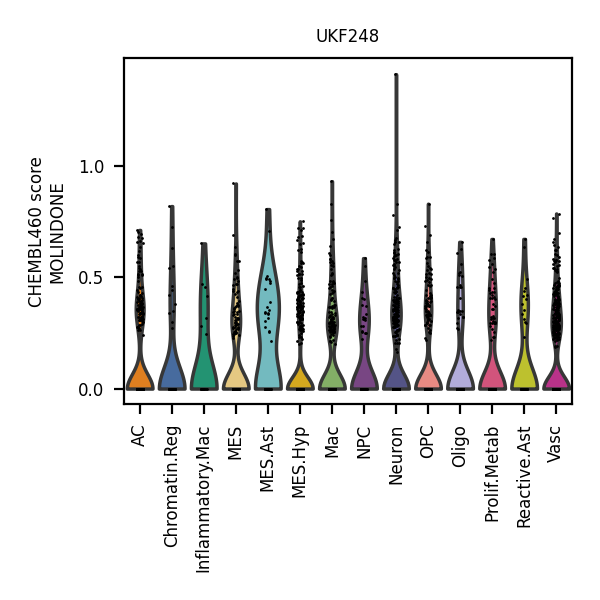 UKF248
CHEMBL460 score
MOLINDONE
1.0
0.5
0.0
AC
Chromatin.Reg
Inflammatory.Mac
MES
MES.Ast
MES.Hyp
Mac
NPC
Neuron
OPC
Oligo
Prolif.Metab
Reactive.Ast
Vasc